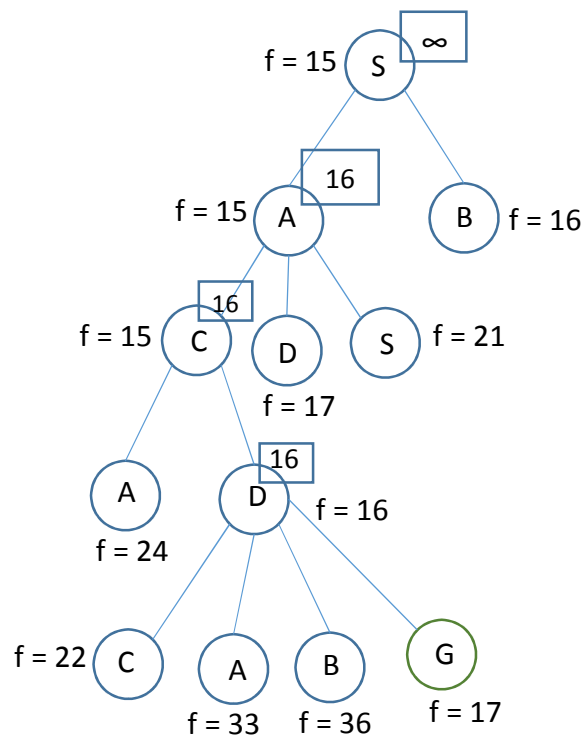 ∞
f = 15
S
16
f = 15
A
B
f = 16
16
f = 15
C
D
S
f = 21
f = 17
16
A
D
f = 16
f = 24
f = 22
C
A
B
G
f = 33
f = 36
f = 17